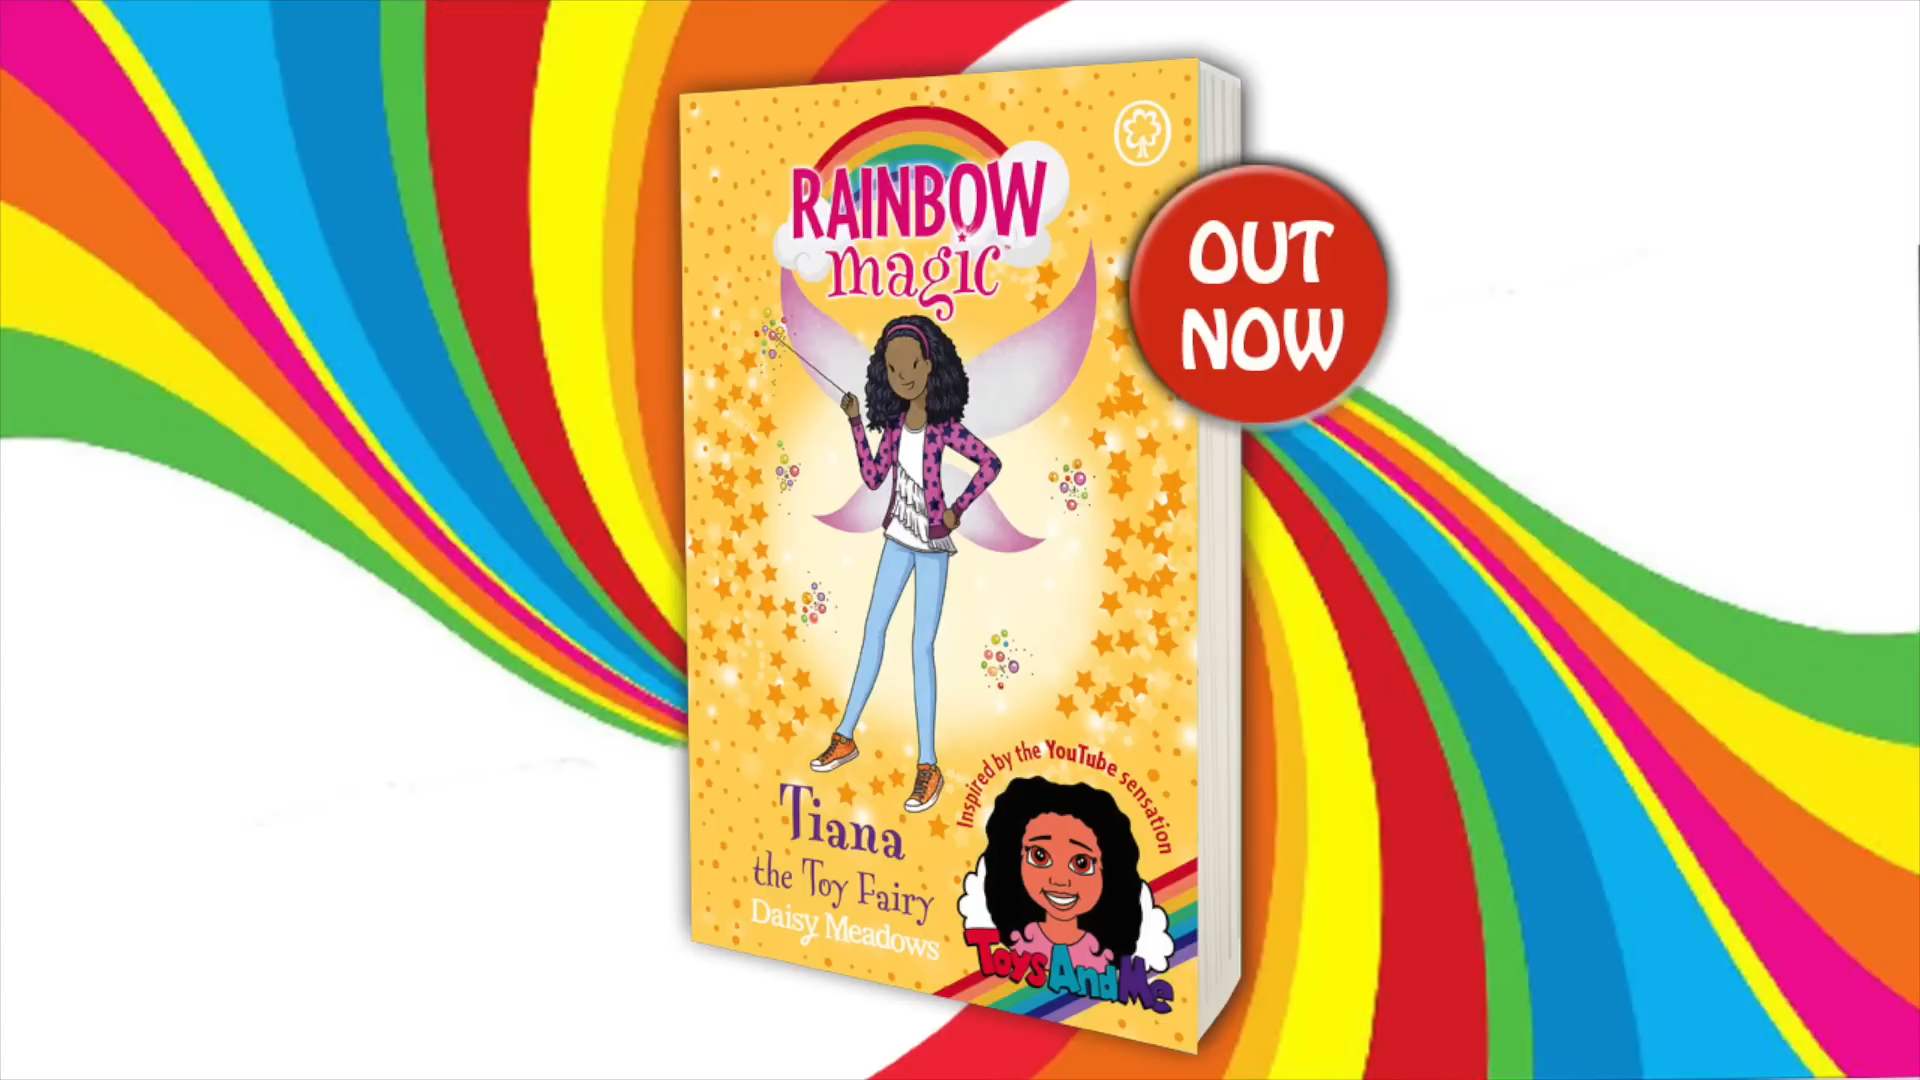 RAINBOW
magic
OUT
NOW
Inspired by the YouTube sensation
Tiana
the Toy Fairy
Daisy Meadows
ToysAndMe